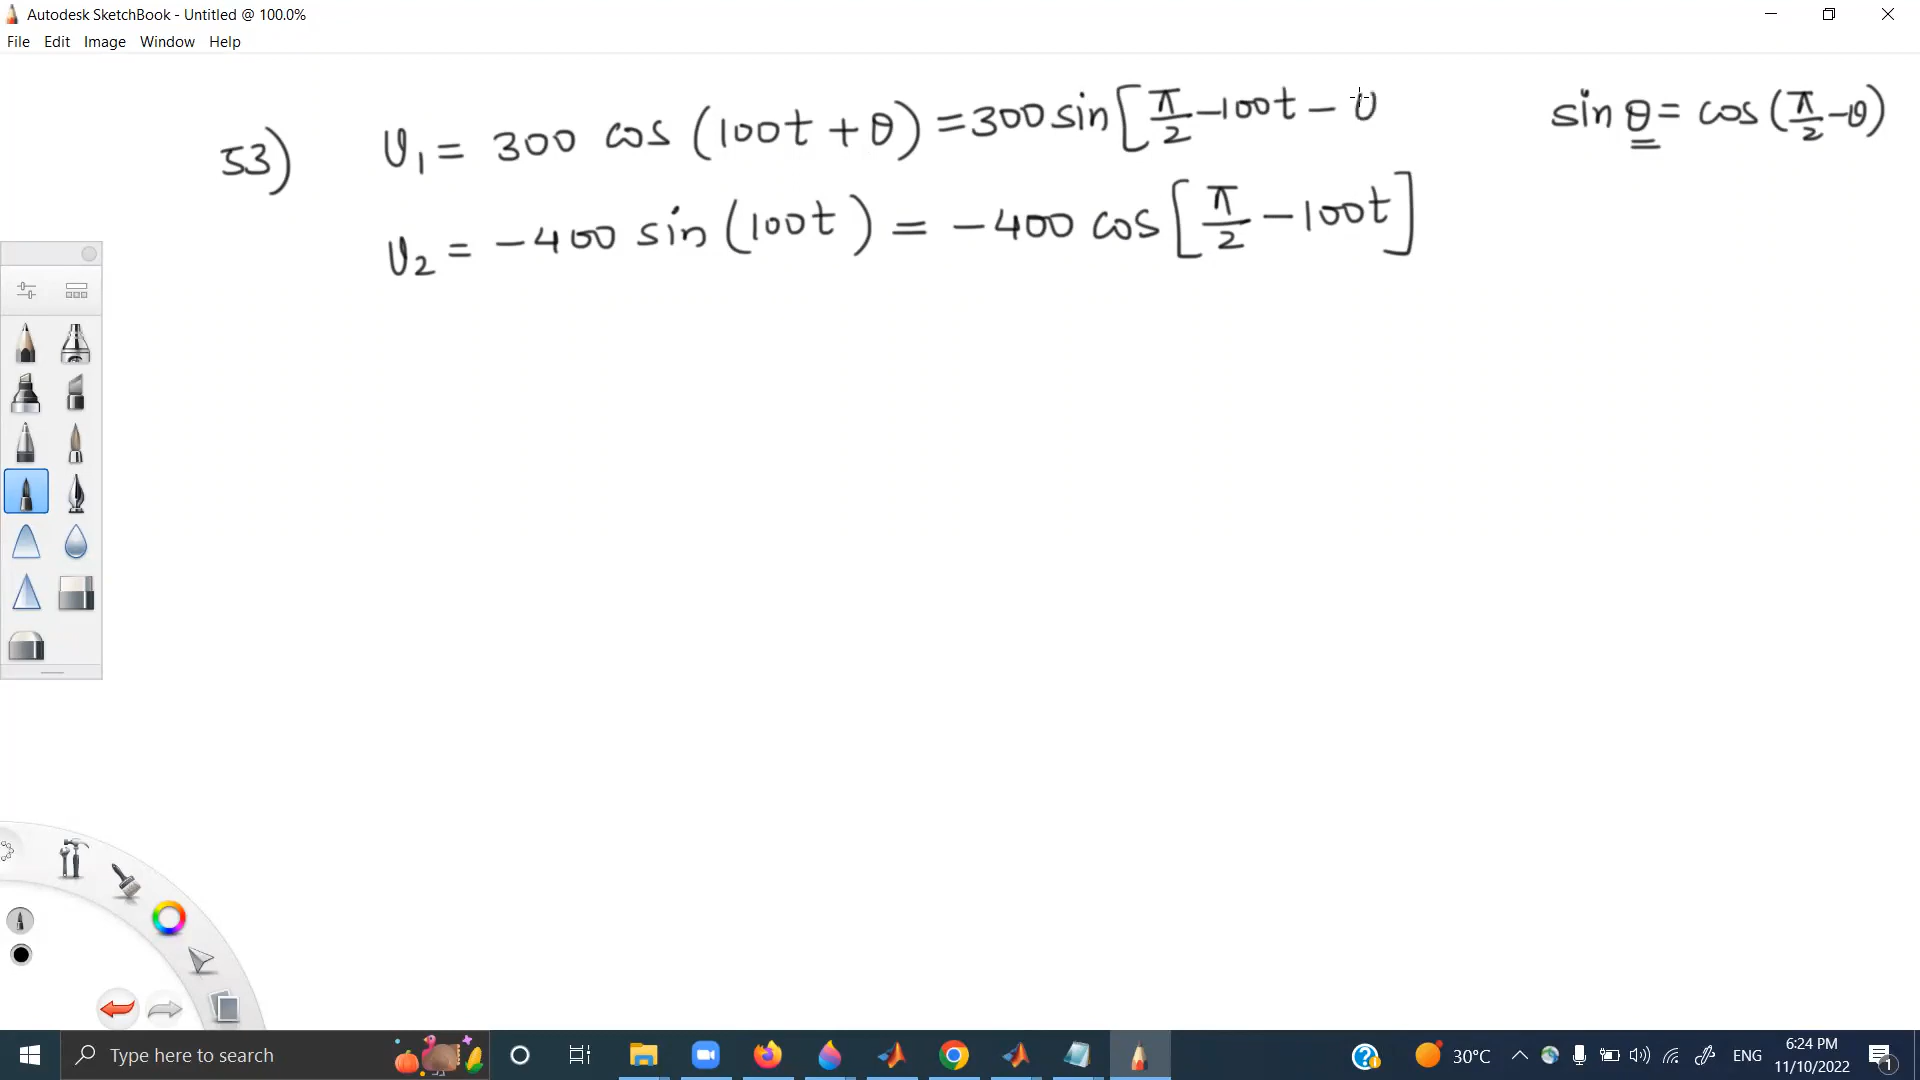 Autodesk SketchBook - Untitled @ 100.0%
File Edit Image Window Help
53) v₁ = 300 cos (100t + θ) = 300 sin [π/2 - 100t - θ
sin θ = cos (π/2 - θ)
v₂ = -400 sin (100t) = -400 cos [π/2 - 100t]
Type here to search
30°C
ENG
6:24 PM
11/10/2022
1